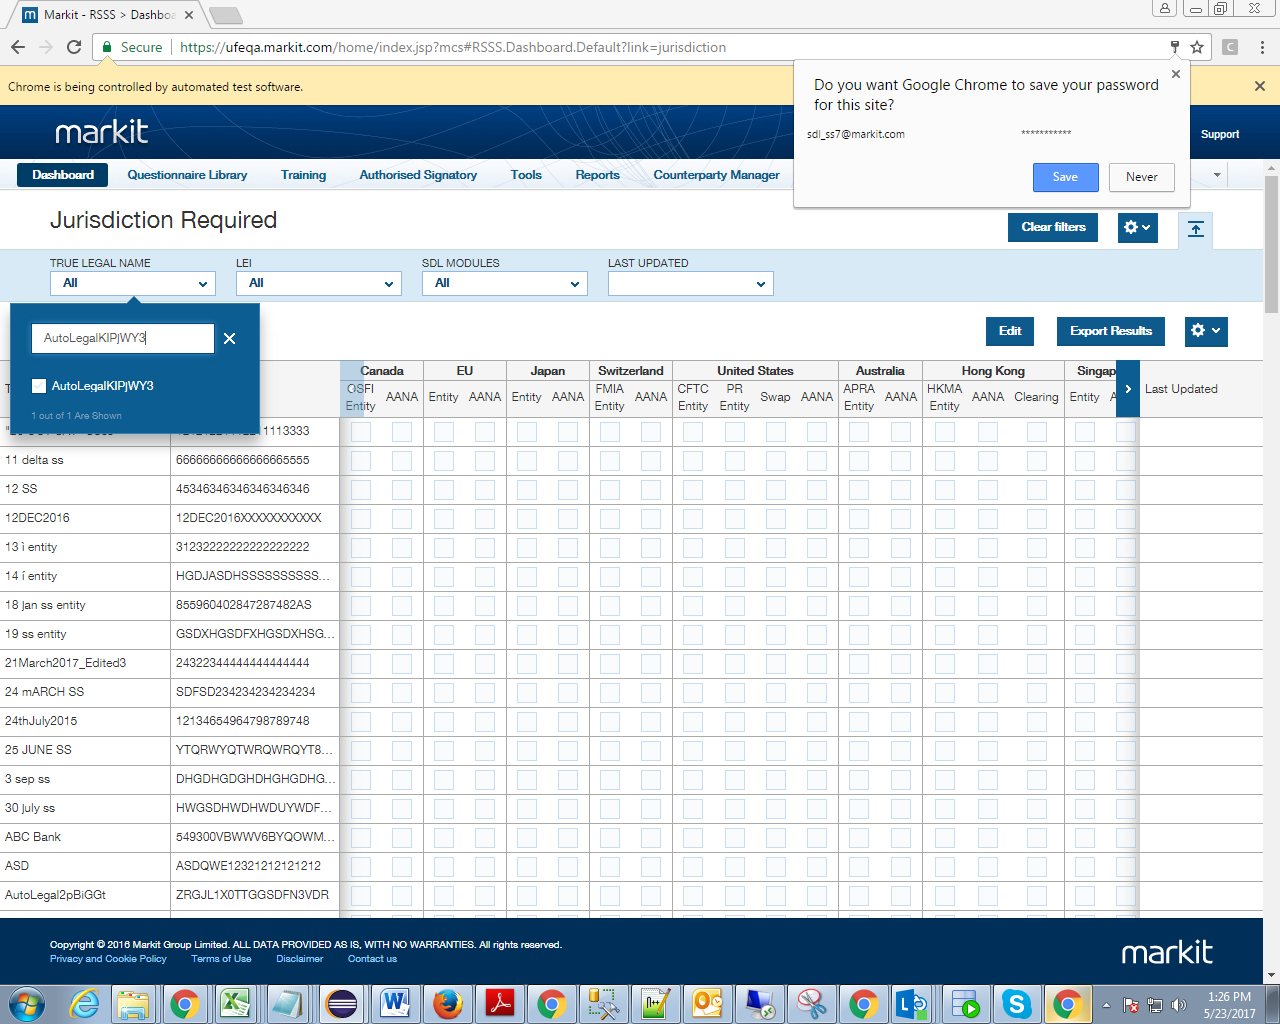 Markit - RSSS > Dashboa
Secure https://ufeqa.markit.com/home/index.jsp?mcs#RSSS.Dashboard.Default?link=jurisdiction
Chrome is being controlled by automated test software.
Do you want Google Chrome to save your password
for this site?
sdl_ss7@markit.com ***********
Save Never
markit
Support
Dashboard Questionnaire Library Training Authorised Signatory Tools Reports Counterparty Manager
Jurisdiction Required
Clear filters
TRUE LEGAL NAME LEI SDL MODULES LAST UPDATED
All All All
AutoLegalKIPjWY3
AutoLegalKIPjWY3
1 out of 1 Are Shown
Edit Export Results
Canada EU Japan Switzerland United States Australia Hong Kong Singap
OSFI Entity AANA Entity AANA Entity AANA FMIA Entity AANA CFTC Entity PR Entity Swap AANA APRA Entity AANA HKMA Entity AANA Clearing Entity Last Updated
11 delta ss 66666666666666665555
12 SS 45346346346346346346
12DEC2016 12DEC2016XXXXXXXXXXX
13 ì entity 31232222222222222222
14 í entity HGDJASDHSSSSSSSSSS...
18 jan ss entity 855960402847287482AS
19 ss entity GSDXHGSDFXHGSDXHSG...
21March2017_Edited3 24322344444444444444
24 mARCH SS SDFSD234234234234234
24thJuly2015 12134654964798789748
25 JUNE SS YTQRWYQTWRQWRQYT8...
3 sep ss DHGDHGDGHDHGHGDHG...
30 july ss HWGSDHWDHWDUYWDF...
ABC Bank 549300VBWWV6BYQOWM...
ASD ASDQWE12321212121212
AutoLegal2pBiGGt ZRGJL1X0TTGGSDFN3VDR
Copyright © 2016 Markit Group Limited. ALL DATA PROVIDED AS IS, WITH NO WARRANTIES. All rights reserved.
Privacy and Cookie Policy Terms of Use Disclaimer Contact us
markit
1:26 PM
5/23/2017